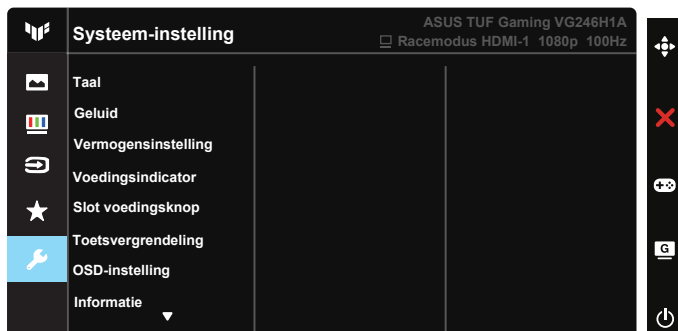 Systeem-instelling
ASUS TUF Gaming VG246H1A
Racemodus HDMI-1 1080p 100Hz
Taal
Geluid
Vermogensinstelling
Voedingsindicator
Slot voedingsknop
Toetsvergrendeling
OSD-instelling
Informatie
G